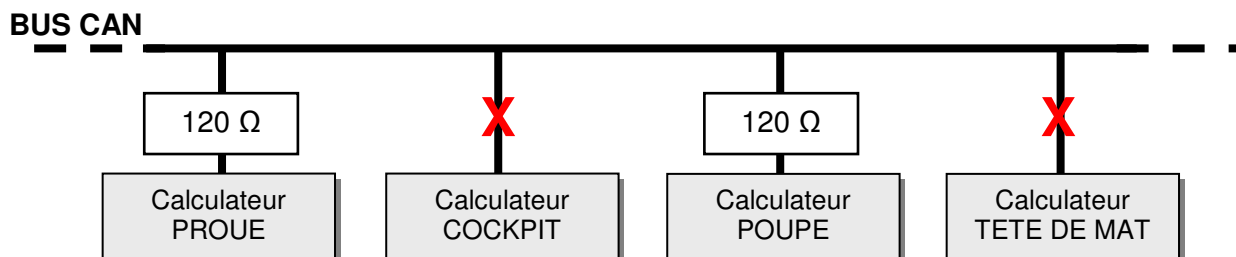 BUS CAN
120 Ω
X
120 Ω
X
Calculateur
PROUE
Calculateur
COCKPIT
Calculateur
POUPE
Calculateur
TETE DE MAT